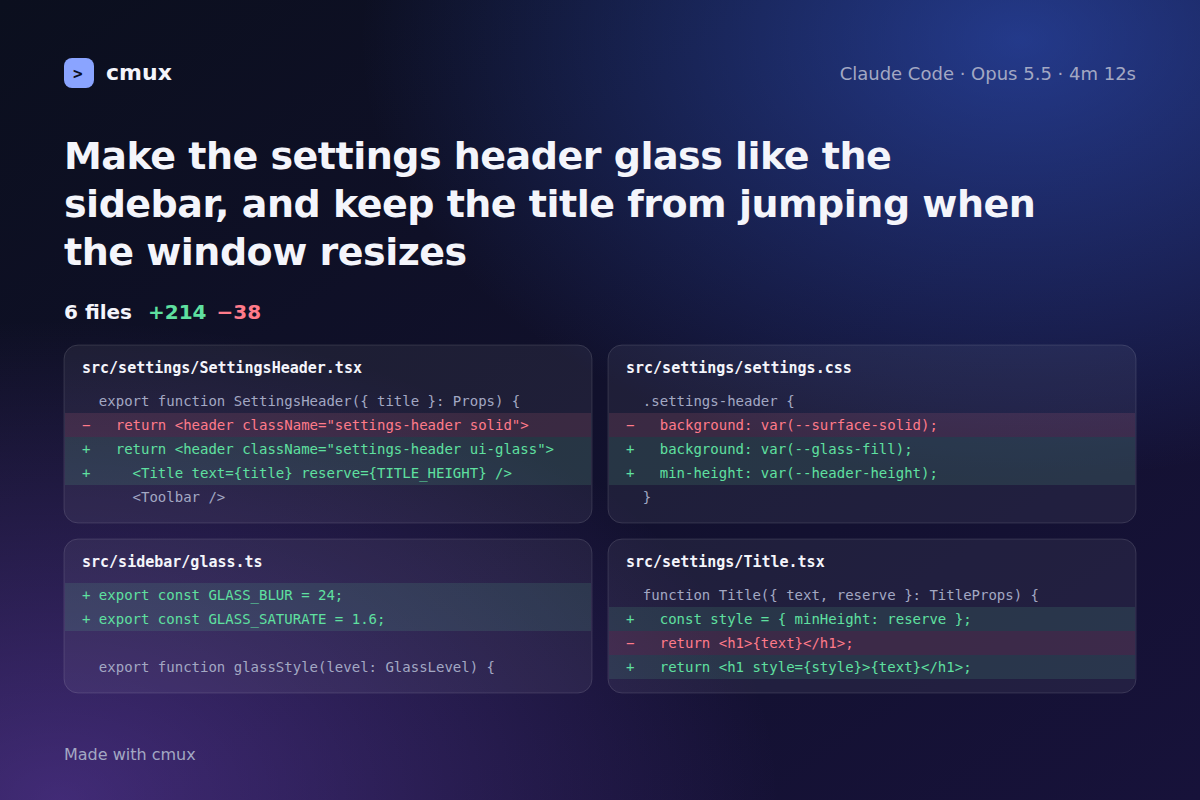 > cmux
Claude Code · Opus 5.5 · 4m 12s
Make the settings header glass like the
sidebar, and keep the title from jumping when
the window resizes
6 files +214 −38
src/settings/SettingsHeader.tsx
  export function SettingsHeader({ title }: Props) {
−   return <header className="settings-header solid">
+   return <header className="settings-header ui-glass">
+     <Title text={title} reserve={TITLE_HEIGHT} />
      <Toolbar />
src/settings/settings.css
  .settings-header {
−   background: var(--surface-solid);
+   background: var(--glass-fill);
+   min-height: var(--header-height);
  }
src/sidebar/glass.ts
+ export const GLASS_BLUR = 24;
+ export const GLASS_SATURATE = 1.6;
  export function glassStyle(level: GlassLevel) {
src/settings/Title.tsx
  function Title({ text, reserve }: TitleProps) {
+   const style = { minHeight: reserve };
−   return <h1>{text}</h1>;
+   return <h1 style={style}>{text}</h1>;
Made with cmux